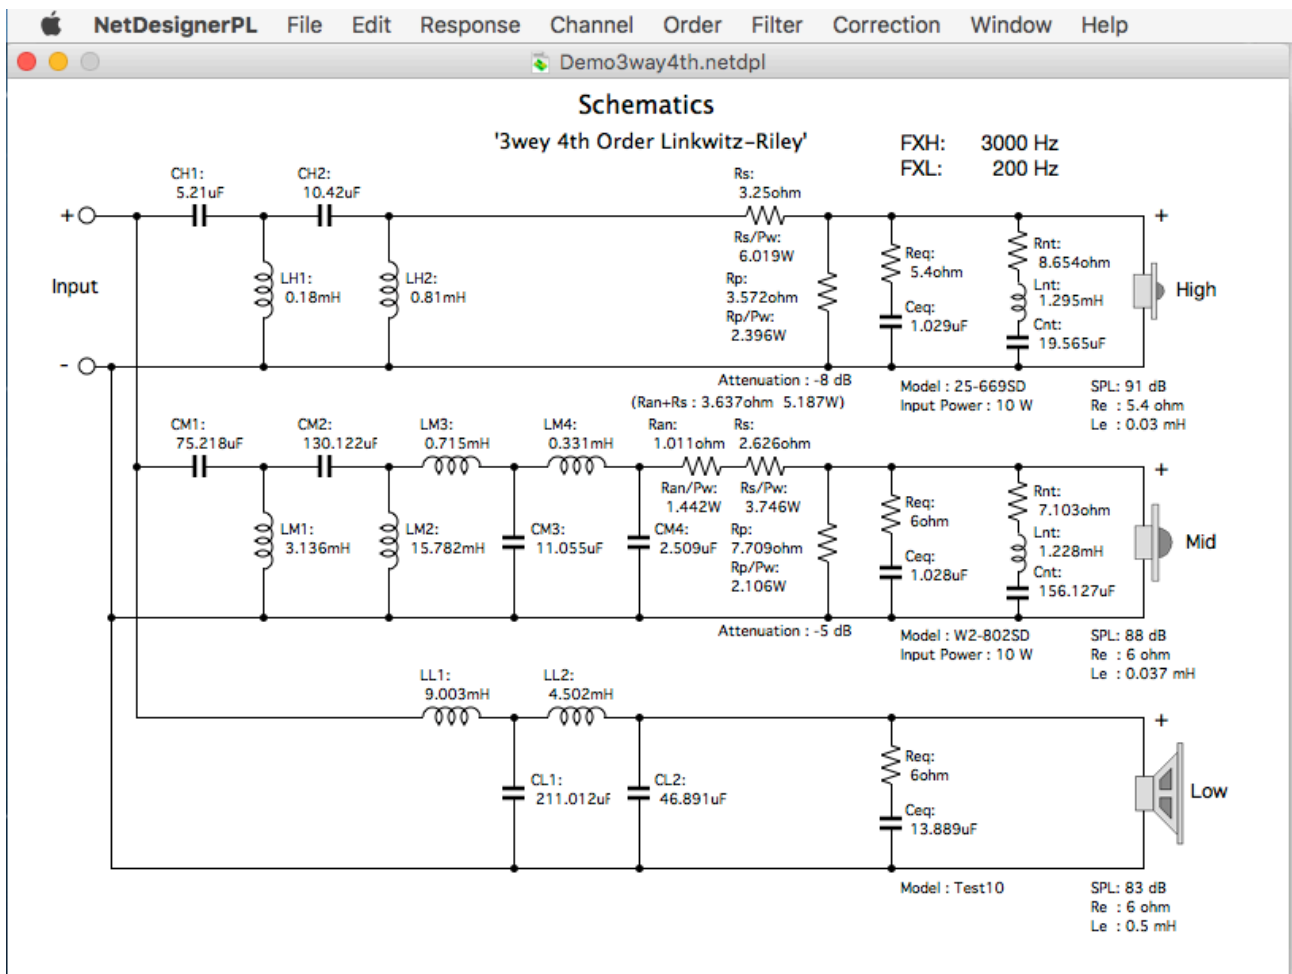 NetDesignerPL File Edit Response Channel Order Filter Correction Window Help
Demo3way4th.netdpl
Schematics
'3wey 4th Order Linkwitz-Riley'
FXH: 3000 Hz
FXL: 200 Hz
CH1:
5.21uF
CH2:
10.42uF
Rs:
3.25ohm
+
+
Rs/Pw:
6.019W
Input
LH1:
0.18mH
LH2:
0.81mH
Rp:
3.572ohm
Rp/Pw:
2.396W
Req:
5.4ohm
Ceq:
1.029uF
Rnt:
8.654ohm
Lnt:
1.295mH
Cnt:
19.565uF
High
-
Attenuation : -8 dB
(Ran+Rs : 3.637ohm 5.187W)
Model : 25-669SD
Input Power : 10 W
SPL: 91 dB
Re : 5.4 ohm
Le : 0.03 mH
CM1:
75.218uF
CM2:
130.122uF
LM3:
0.715mH
LM4:
0.331mH
Ran:
1.011ohm
Rs:
2.626ohm
+
Ran/Pw:
1.442W
Rs/Pw:
3.746W
LM1:
3.136mH
LM2:
15.782mH
CM3:
11.055uF
CM4:
2.509uF
Rp:
7.709ohm
Rp/Pw:
2.106W
Req:
6ohm
Ceq:
1.028uF
Rnt:
7.103ohm
Lnt:
1.228mH
Cnt:
156.127uF
Mid
Attenuation : -5 dB
Model : W2-802SD
Input Power : 10 W
SPL: 88 dB
Re : 6 ohm
Le : 0.037 mH
LL1:
9.003mH
LL2:
4.502mH
+
CL1:
211.012uF
CL2:
46.891uF
Req:
6ohm
Ceq:
13.889uF
Low
Model : Test10
SPL: 83 dB
Re : 6 ohm
Le : 0.5 mH